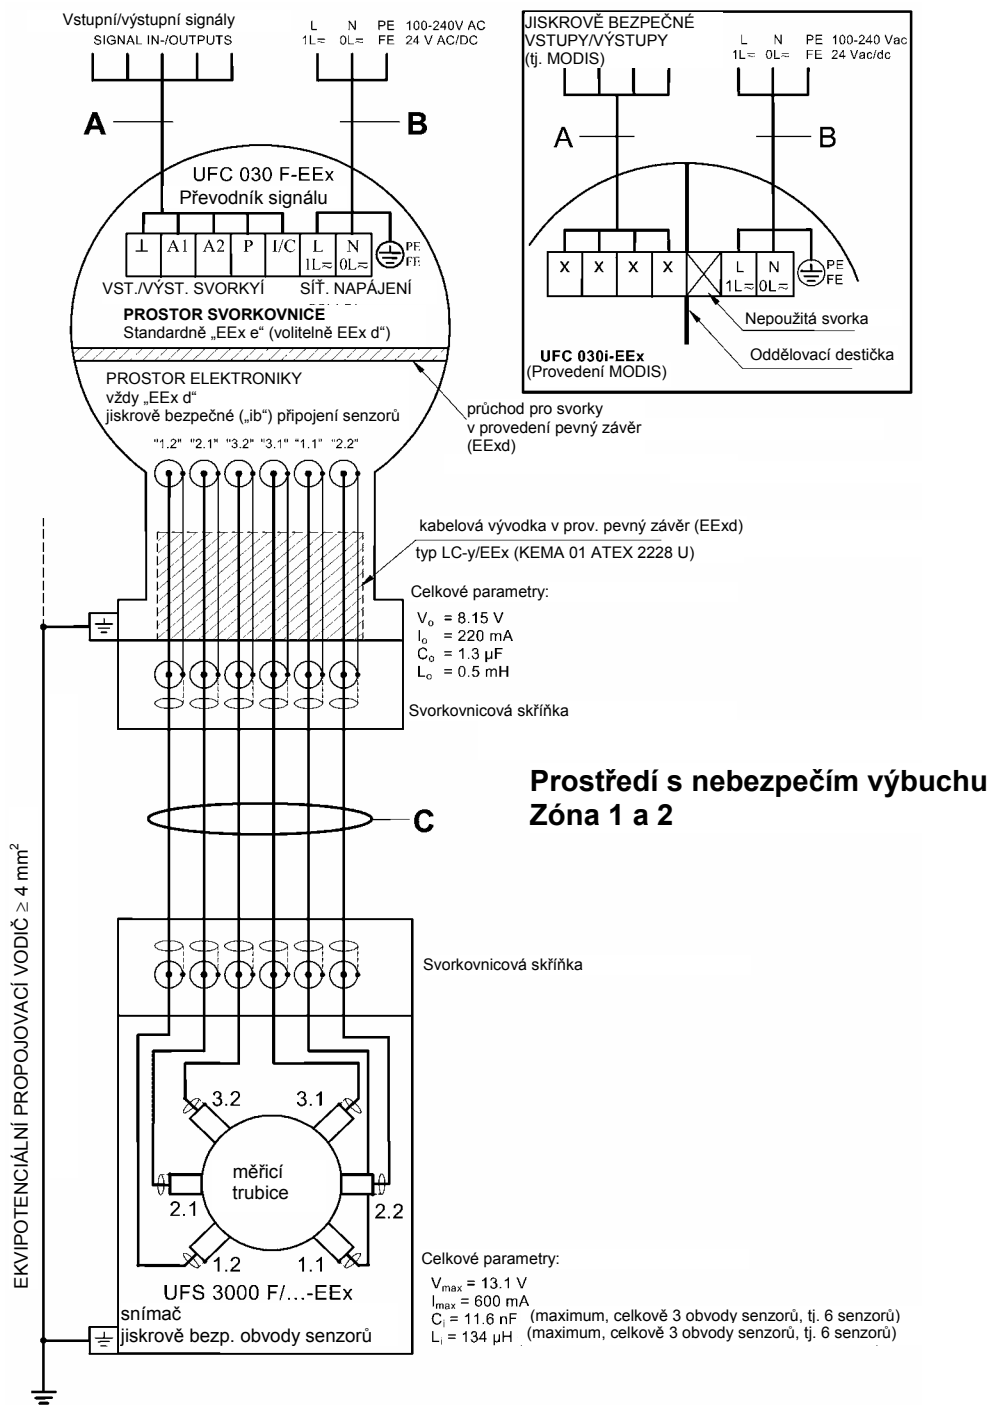 Vstupní/výstupní signály
SIGNAL IN-/OUTPUTS
L N PE 100-240V AC
1L≂ 0L≂ FE 24 V AC/DC
A
B
UFC 030 F-EEx
Převodník signálu
⊥ A1 A2 P I/C L N PE
1L≂ 0L≂ FE
VST./VÝST. SVORKYÍ SÍŤ. NAPÁJENÍ
PROSTOR SVORKOVNICE
Standardně „EEx e“ (volitelně EEx d“)
PROSTOR ELEKTRONIKY
vždy „EEx d“
jiskrově bezpečné („ib“) připojení senzorů
"1.2" "2.1" "3.2" "3.1" "1.1" "2.2"
JISKROVĚ BEZPEČNÉ
VSTUPY/VÝSTUPY
(tj. MODIS)
L N PE 100-240 Vac
1L≂ 0L≂ FE 24 Vac/dc
A
B
X X X X L N PE
1L≂ 0L≂ FE
Nepoužitá svorka
Oddělovací destička
UFC 030i-EEx
(Provedení MODIS)
průchod pro svorky
v provedení pevný závěr
(EExd)
kabelová vývodka v prov. pevný závěr (EExd)
typ LC-y/EEx (KEMA 01 ATEX 2228 U)
Celkové parametry:
Vo = 8.15 V
Io = 220 mA
Co = 1.3 µF
Lo = 0.5 mH
Svorkovnicová skříňka
Prostředí s nebezpečím výbuchu
Zóna 1 a 2
C
EKVIPOTENCIÁLNÍ PROPOJOVACÍ VODIČ ≥ 4 mm²
Svorkovnicová skříňka
3.2 3.1
měřicí
trubice
2.1 2.2
1.2 1.1
UFS 3000 F/...-EEx
snímač
jiskrově bezp. obvody senzorů
Celkové parametry:
Vmax = 13.1 V
Imax = 600 mA
Ci = 11.6 nF (maximum, celkově 3 obvody senzorů, tj. 6 senzorů)
Li = 134 µH (maximum, celkově 3 obvody senzorů, tj. 6 senzorů)